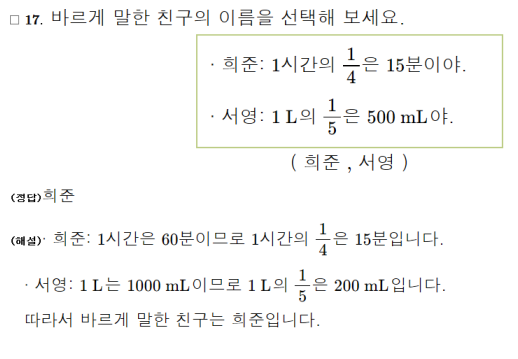 □ 17. 바르게 말한 친구의 이름을 선택해 보세요.
· 희준: 1시간의 1/4은 15분이야.
· 서영: 1 L의 1/5은 500 mL야.
( 희준 , 서영 )
(정답)희준
(해설)· 희준: 1시간은 60분이므로 1시간의 1/4은 15분입니다.
· 서영: 1 L는 1000 mL이므로 1 L의 1/5은 200 mL입니다.
따라서 바르게 말한 친구는 희준입니다.